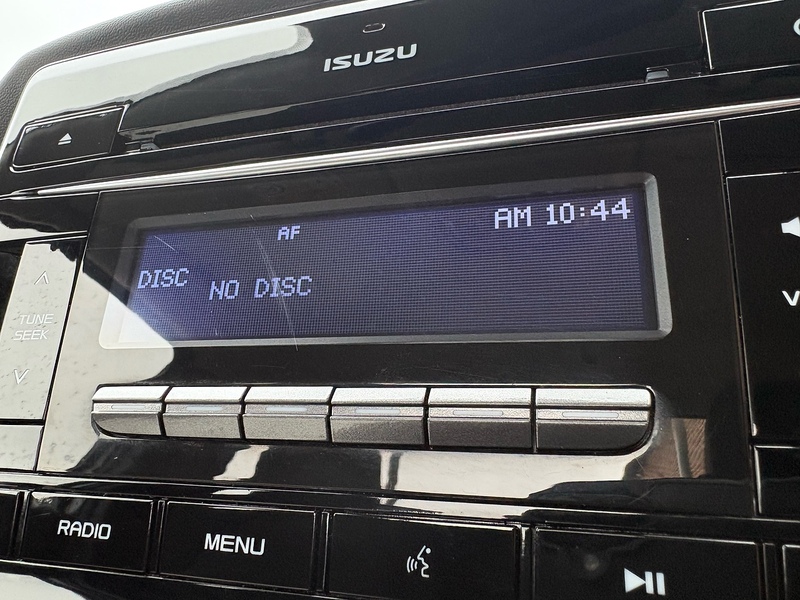 ISUZU
AF
AM 10:44
DISC
NO DISC
TUNE
SEEK
RADIO
MENU